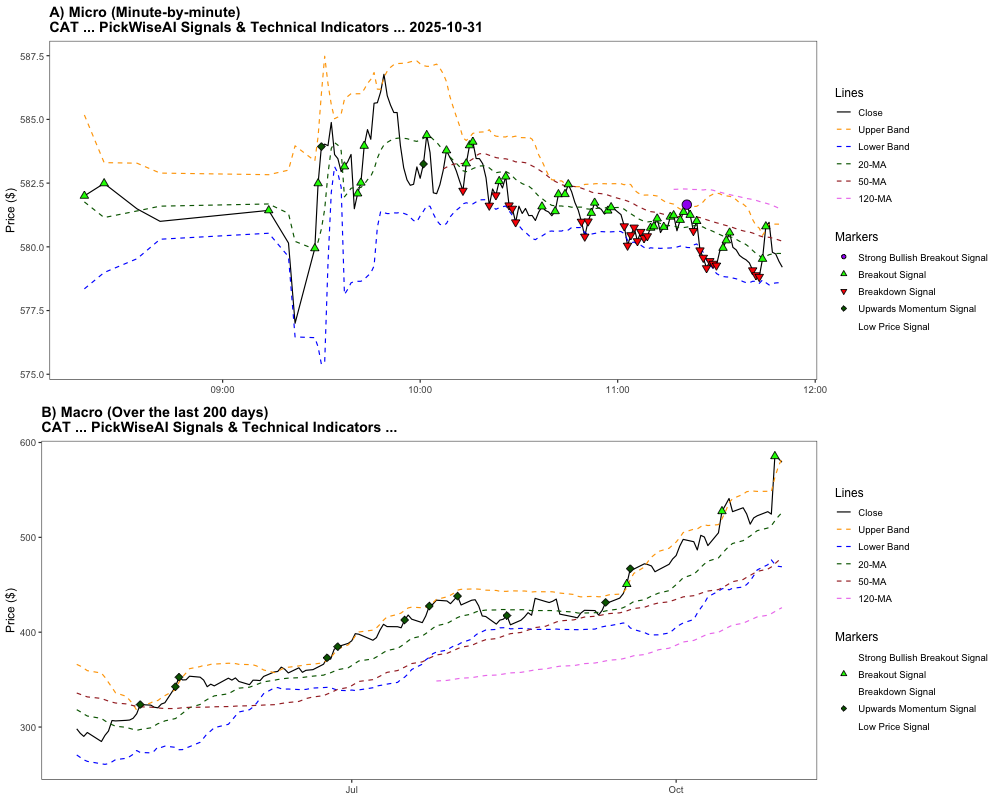 A) Micro (Minute-by-minute)
CAT ... PickWiseAI Signals & Technical Indicators ... 2025-10-31
Price ($)
587.5
585.0
582.5
580.0
577.5
575.0
09:00
10:00
11:00
12:00
Lines
Close
Upper Band
Lower Band
20-MA
50-MA
120-MA
Markers
Strong Bullish Breakout Signal
Breakout Signal
Breakdown Signal
Upwards Momentum Signal
Low Price Signal
B) Macro (Over the last 200 days)
CAT ... PickWiseAI Signals & Technical Indicators ...
Price ($)
600
500
400
300
Jul
Oct
Lines
Close
Upper Band
Lower Band
20-MA
50-MA
120-MA
Markers
Strong Bullish Breakout Signal
Breakout Signal
Breakdown Signal
Upwards Momentum Signal
Low Price Signal